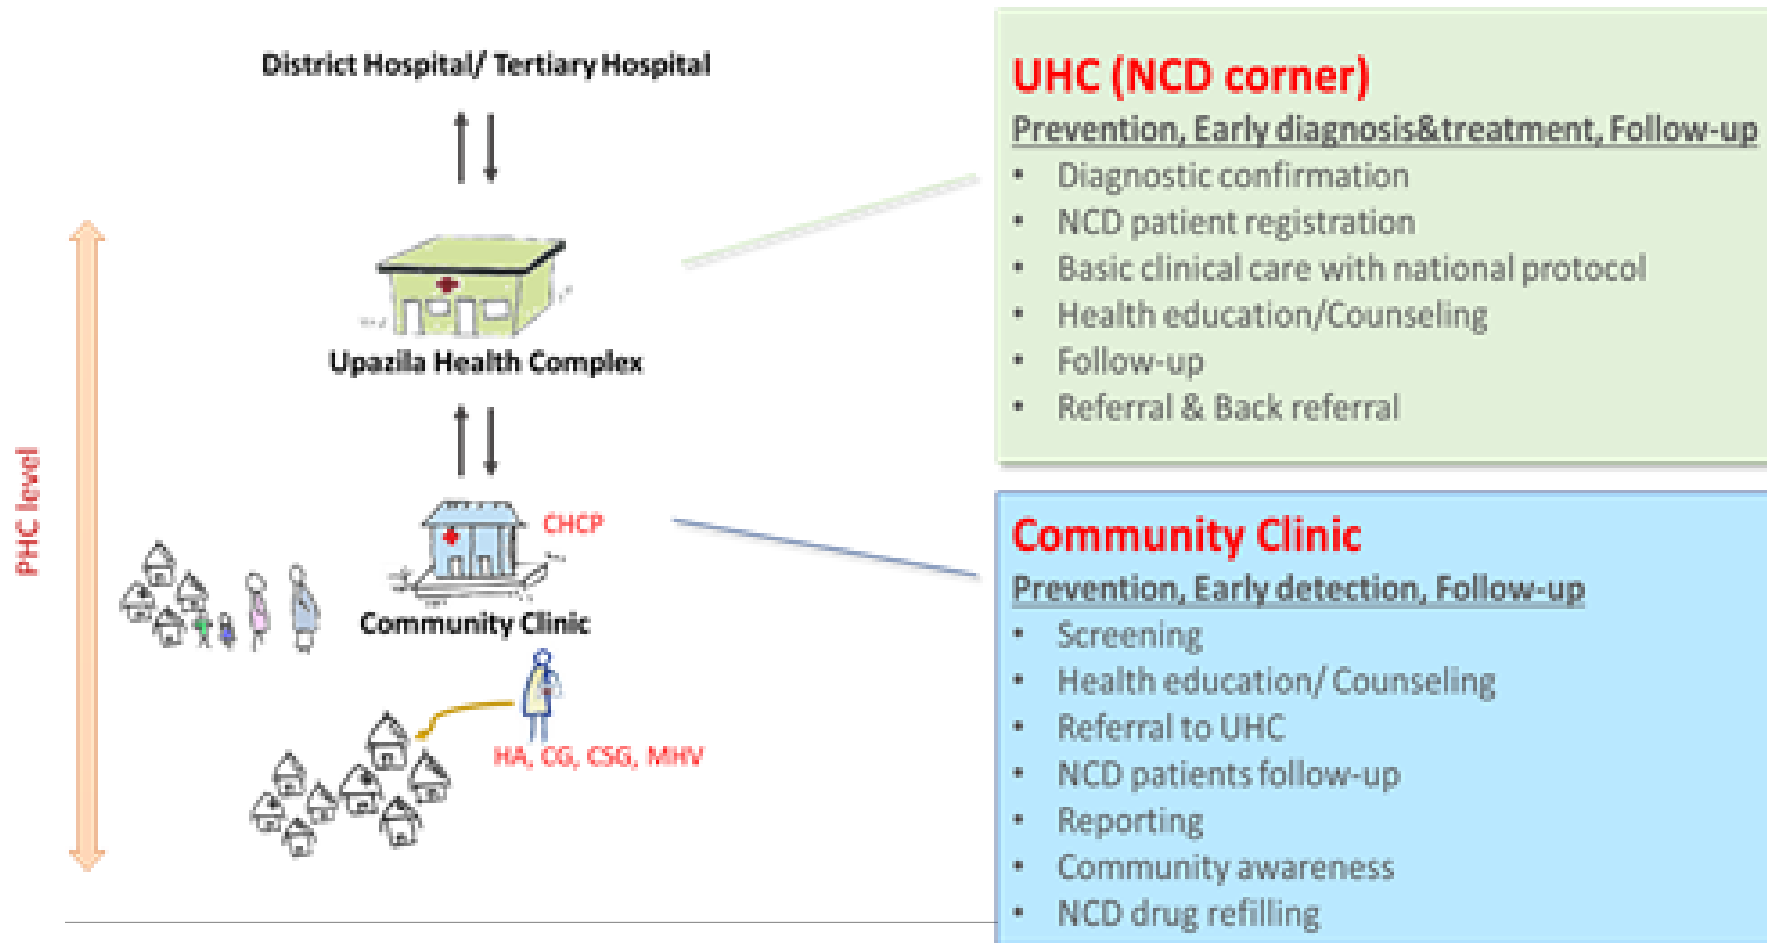 District Hospital/ Tertiary Hospital
Upazila Health Complex
PHC level
CHCP
Community Clinic
HA, CG, CSG, MHV
UHC (NCD corner)
Prevention, Early diagnosis&treatment, Follow-up
• Diagnostic confirmation
• NCD patient registration
• Basic clinical care with national protocol
• Health education/Counseling
• Follow-up
• Referral & Back referral
Community Clinic
Prevention, Early detection, Follow-up
• Screening
• Health education/ Counseling
• Referral to UHC
• NCD patients follow-up
• Reporting
• Community awareness
• NCD drug refilling